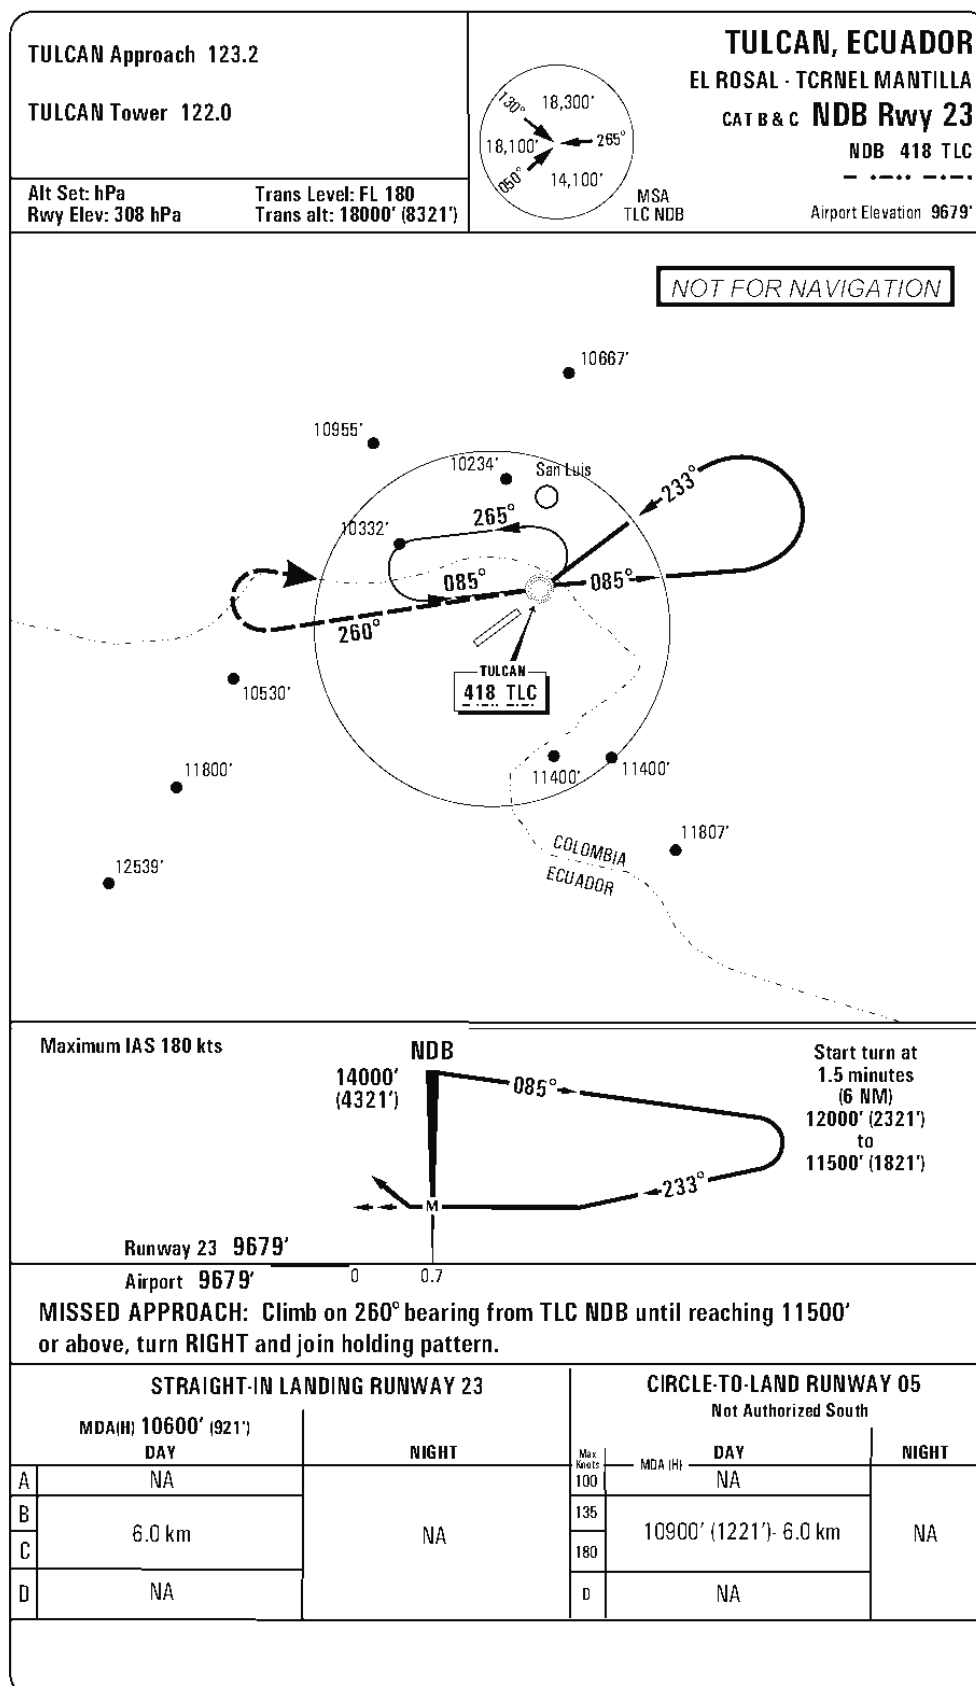 TULCAN Approach 123.2
TULCAN Tower 122.0
Alt Set: hPa
Rwy Elev: 308 hPa
Trans Level: FL 180
Trans alt: 18000' (8321')
130°
18,300'
18,100'
265°
050°
14,100'
MSA
TLC NDB
TULCAN, ECUADOR
EL ROSAL - TCRNEL MANTILLA
CAT B & C NDB Rwy 23
NDB 418 TLC
Airport Elevation 9679'
NOT FOR NAVIGATION
10667'
10955'
10234'
San Luis
233°
10332'
265°
085°
085°
260°
TULCAN
418 TLC
10530'
11800'
11400'
11400'
11807'
12539'
COLOMBIA
ECUADOR
Maximum IAS 180 kts
NDB
14000'
(4321')
085°
Start turn at
1.5 minutes
(6 NM)
12000' (2321')
to
11500' (1821')
233°
M
Runway 23 9679'
Airport 9679'
0
0.7
MISSED APPROACH: Climb on 260° bearing from TLC NDB until reaching 11500'
or above, turn RIGHT and join holding pattern.
STRAIGHT-IN LANDING RUNWAY 23
MDA(H) 10600' (921')
DAY
NIGHT
A
NA
B
C
6.0 km
NA
D
NA
CIRCLE-TO-LAND RUNWAY 05
Not Authorized South
Max
Knots
MDA (H)
DAY
NIGHT
100
NA
135
180
10900' (1221')- 6.0 km
NA
D
NA